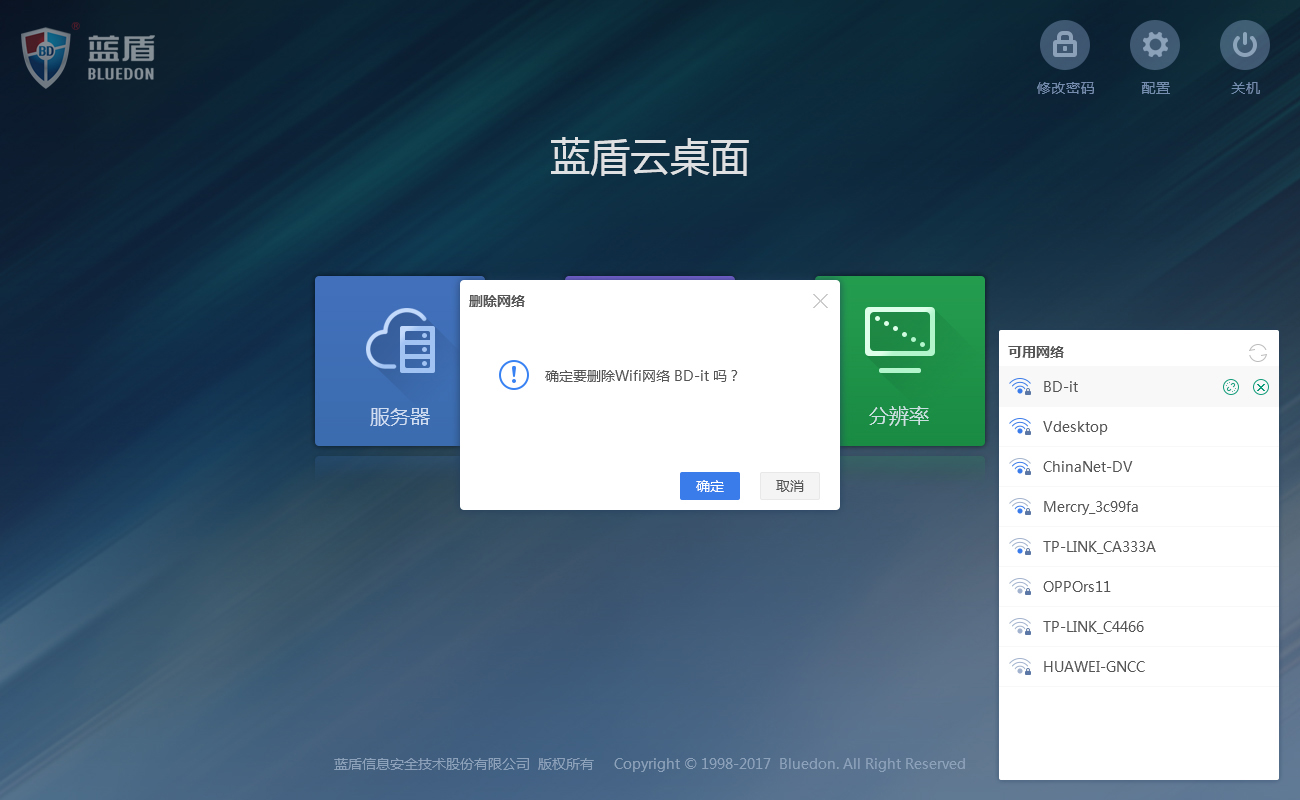 BD
®
蓝盾
BLUEDON
修改密码
配置
关机
蓝盾云桌面
服务器
分辨率
删除网络
确定要删除Wifi网络 BD-it 吗？
确定
取消
可用网络
BD-it
Vdesktop
ChinaNet-DV
Mercry_3c99fa
TP-LINK_CA333A
OPPOrs11
TP-LINK_C4466
HUAWEI-GNCC
蓝盾信息安全技术股份有限公司 版权所有 Copyright © 1998-2017 Bluedon. All Right Reserved